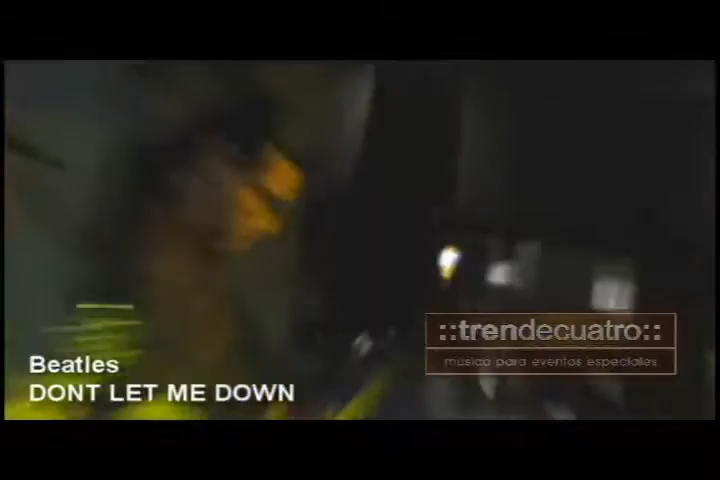 ::trendecuatro::
música para eventos especiales
Beatles
DONT LET ME DOWN